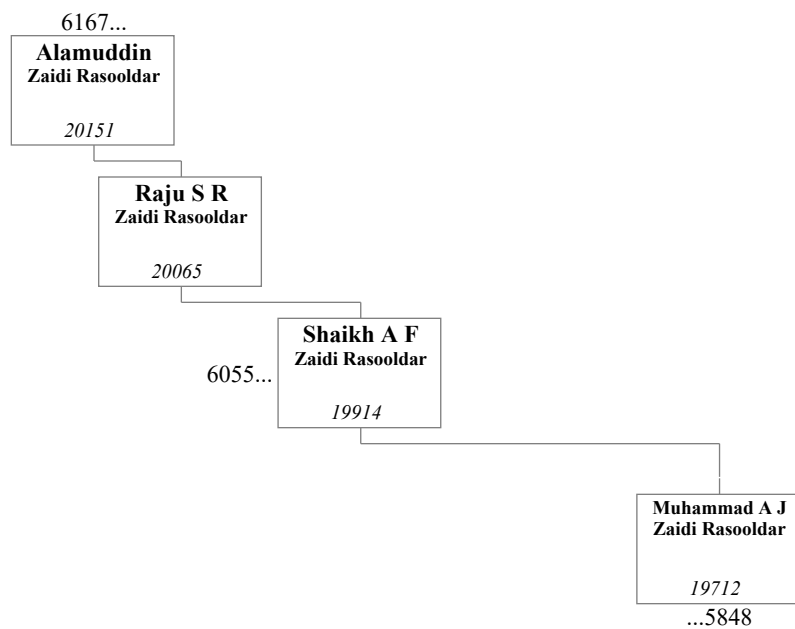 6167...
Alamuddin
Zaidi Rasooldar
20151
Raju S R
Zaidi Rasooldar
20065
Shaikh A F
Zaidi Rasooldar
6055...
19914
Muhammad A J
Zaidi Rasooldar
19712
...5848